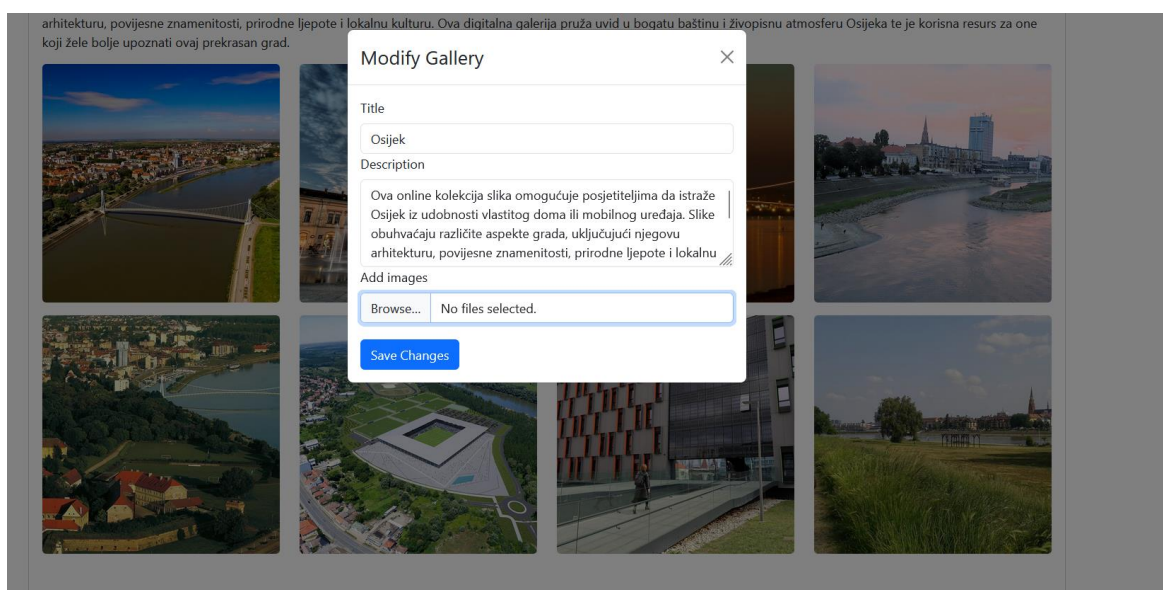 arhitekturu, povijesne znamenitosti, prirodne ljepote i lokalnu kulturu. Ova digitalna galerija pruža uvid u bogatu baštinu i živopisnu atmosferu Osijeka te je korisna resurs za one
koji žele bolje upoznati ovaj prekrasan grad.
Modify Gallery
Title
Osijek
Description
Ova online kolekcija slika omogućuje posjetiteljima da istraže
Osijek iz udobnosti vlastitog doma ili mobilnog uređaja. Slike
obuhvaćaju različite aspekte grada, uključujući njegovu
arhitekturu, povijesne znamenitosti, prirodne ljepote i lokalnu
Add images
Browse... No files selected.
Save Changes